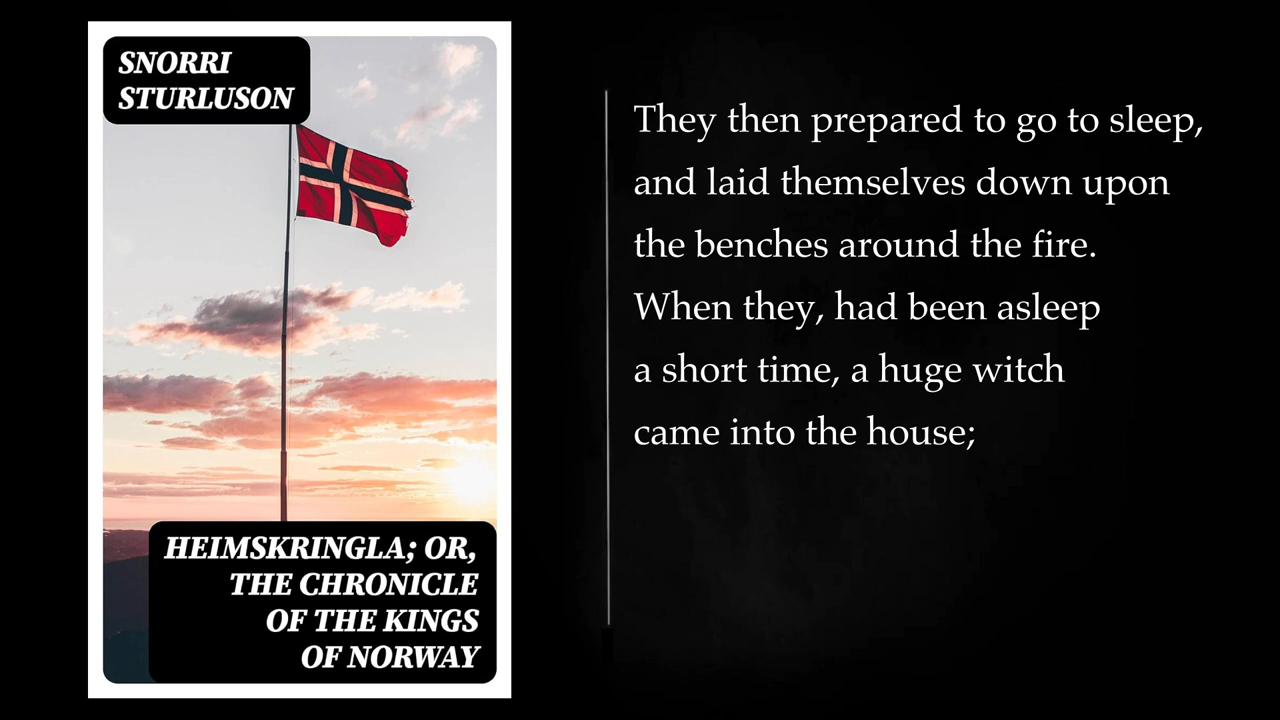 SNORRI
STURLUSON
HEIMSKRINGLA; OR,
THE CHRONICLE
OF THE KINGS
OF NORWAY
They then prepared to go to sleep,
and laid themselves down upon
the benches around the fire.
When they, had been asleep
a short time, a huge witch
came into the house;